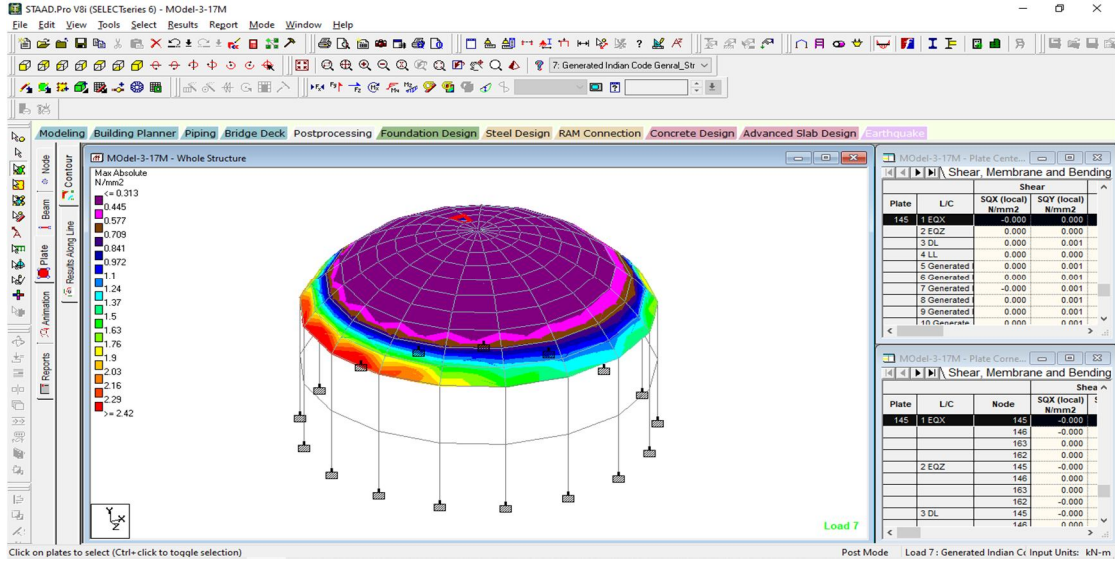 STAAD.Pro V8i (SELECTseries 6) - MOdel-3-17M
File Edit View Tools Select Results Report Mode Window Help
7: Generated Indian Code Genral_Str
Modeling Building Planner Piping Bridge Deck Postprocessing Foundation Design Steel Design RAM Connection Concrete Design Advanced Slab Design Earthquake
Node
Beam
Plate
Animation
Reports
Contour
Results Along Line
MOdel-3-17M - Whole Structure
Max Absolute
N/mm2
<= 0.313
0.445
0.577
0.709
0.841
0.972
1.1
1.24
1.37
1.5
1.63
1.76
1.9
2.03
2.16
2.29
>= 2.42
Y
X
Z
Load 7
MOdel-3-17M - Plate Cente...
Shear, Membrane and Bending
Shear
Plate L/C SQX (local) N/mm2 SQY (local) N/mm2
145 1 EQX -0.000 0.000
2 EQZ 0.000 0.000
3 DL 0.000 0.001
4 LL 0.000 0.000
5 Generated 0.000 0.001
6 Generated 0.000 0.001
7 Generated -0.000 0.001
8 Generated 0.000 0.001
9 Generated 0.000 0.001
10 Generate 0.000 0.001
MOdel-3-17M - Plate Corne...
Shear, Membrane and Bending
Shea
Plate L/C Node SQX (local) N/mm2
145 1 EQX 145 -0.000
146 -0.000
163 0.000
162 0.000
2 EQZ 145 -0.000
146 0.000
163 0.000
162 -0.000
3 DL 145 -0.000
146 0.000
Click on plates to select (Ctrl+click to toggle selection)
Post Mode Load 7 : Generated Indian Cc Input Units: kN-m